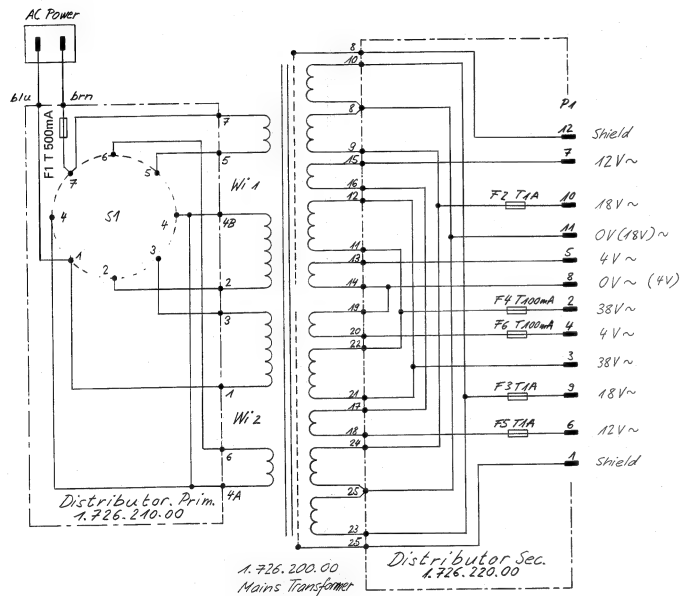 AC Power
blu
brn
F1 T 500mA
7
6
5
4
S1
4
3
1
2
7
5
Wi 1
4B
2
3
1
Wi 2
6
4A
Distributor. Prim.
1.726.210.00
8
10
8
9
15
16
12
11
13
14
19
20
22
21
17
18
24
25
23
25
1.726.200.00
Mains Transformer
P1
12 Shield
7 12V~
F2 T1A 10 18V~
11 0V (18V)~
5 4V~
8 0V~ (4V)
F4 T100mA 2 38V~
F6 T100mA 4 4V~
3 38V~
F3 T1A 9 18V~
F5 T1A 6 12V~
1 Shield
Distributor Sec.
1.726.220.00